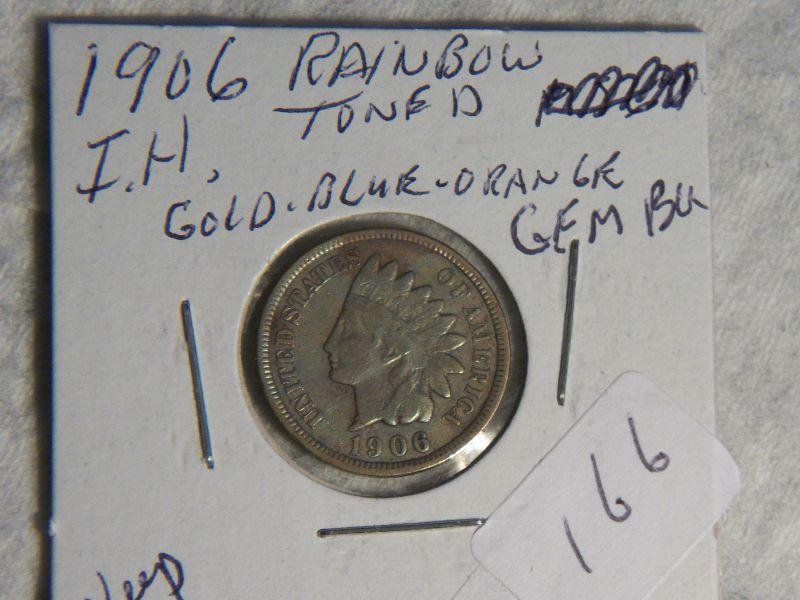 1906 RAINBOW
I.H. TONED
GOLD-BLUE-ORANGE
GEM BU
UNITED STATES OF AMERICA
1906
166